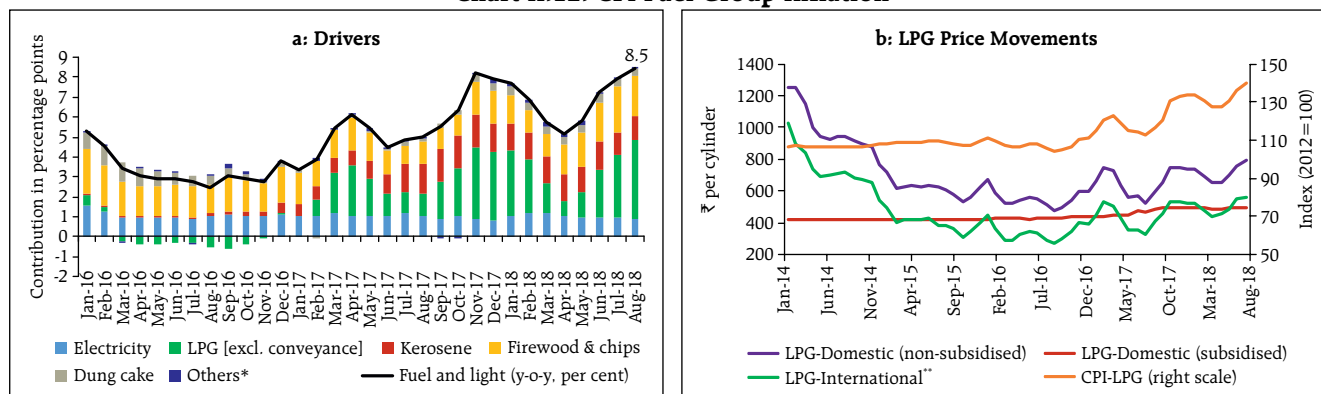 a: Drivers
8.5
Contribution in percentage points
9
8
7
6
5
4
3
2
1
0
-1
-2
Jan-16
Feb-16
Mar-16
Apr-16
May-16
Jun-16
Jul-16
Aug-16
Sep-16
Oct-16
Nov-16
Dec-16
Jan-17
Feb-17
Mar-17
Apr-17
May-17
Jun-17
Jul-17
Aug-17
Sep-17
Oct-17
Nov-17
Dec-17
Jan-18
Feb-18
Mar-18
Apr-18
May-18
Jun-18
Jul-18
Aug-18
Electricity LPG [excl. conveyance] Kerosene Firewood & chips
Dung cake Others* Fuel and light (y-o-y, per cent)
b: LPG Price Movements
₹ per cylinder
1400
1200
1000
800
600
400
200
150
130
110
90
70
50
Index (2012=100)
Jan-14
Jun-14
Nov-14
Apr-15
Sep-15
Feb-16
Jul-16
Dec-16
May-17
Oct-17
Mar-18
Aug-18
LPG-Domestic (non-subsidised) LPG-Domestic (subsidised)
LPG-International** CPI-LPG (right scale)